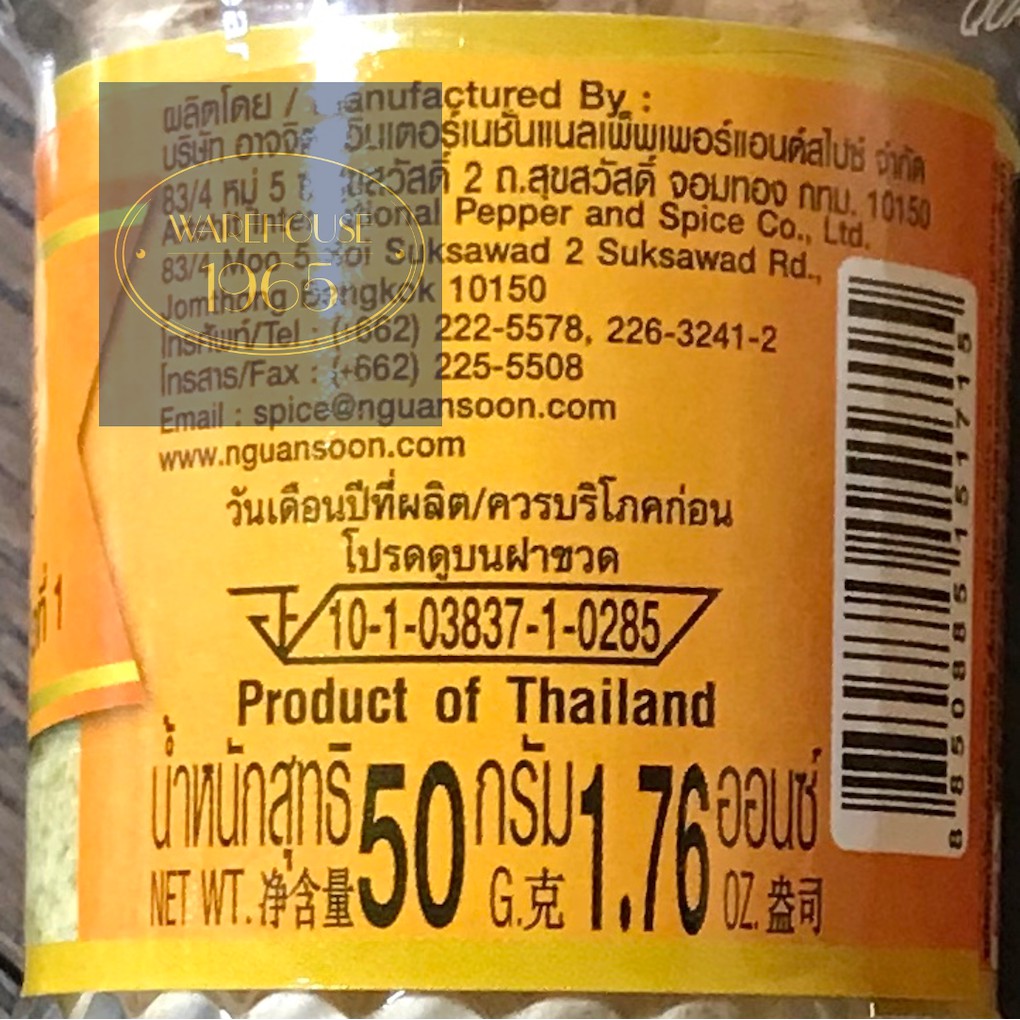 ผลิตโดย / Manufactured By :
บริษัท อาจจิตต์ อินเตอร์เนชั่นแนลเพ็พเพอร์แอนด์สไปซ์ จำกัด
83/4 หมู่ 5 ซ.สุขสวัสดิ์ 2 ถ.สุขสวัสดิ์ จอมทอง กทม. 10150
International Pepper and Spice Co., Ltd.
83/4 Moo 5 Soi Suksawad 2 Suksawad Rd.,
Jomthong Bangkok 10150
โทรศัพท์/Tel : (+662) 222-5578, 226-3241-2
โทรสาร/Fax : (+662) 225-5508
Email : spice@nguansoon.com
www.nguansoon.com
วันเดือนปีที่ผลิต/ควรบริโภคก่อน
โปรดดูบนฝาขวด
10-1-03837-1-0285
Product of Thailand
น้ำหนักสุทธิ 50 กรัม 1.76 ออนซ์
NET WT. 净含量 G.克 OZ. 盎司
8850885151715
WAREHOUSE
1965
ที่ 1